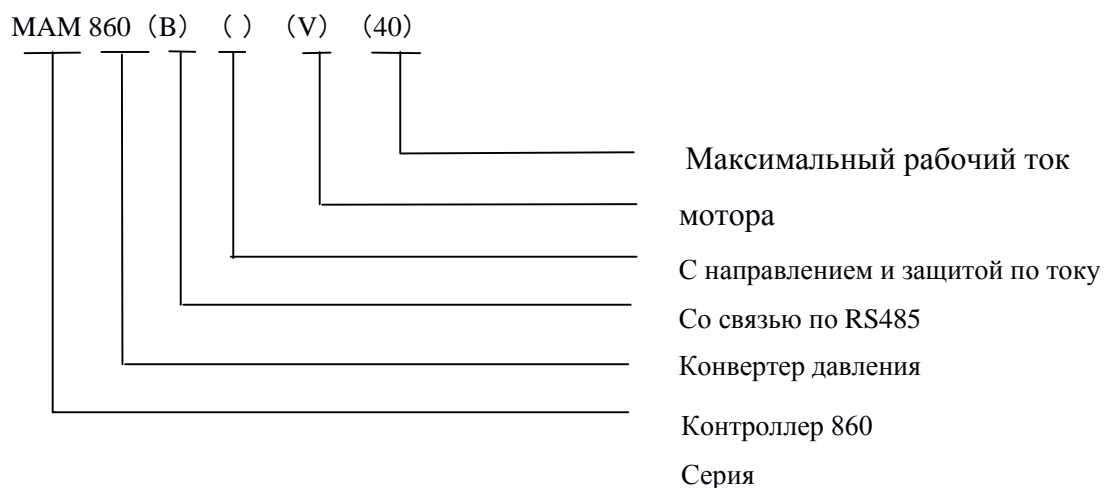 MAM 860（B）（ ）（V）（40）
Максимальный рабочий ток
мотора
С направлением и защитой по току
Со связью по RS485
Конвертер давления
Контроллер 860
Серия